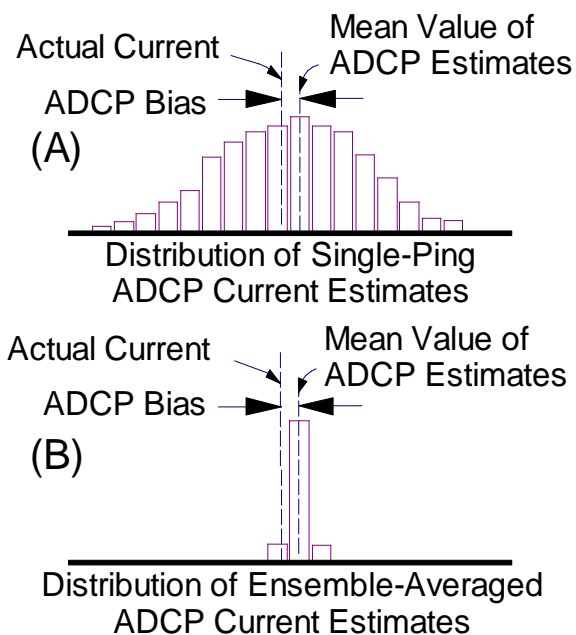 Actual Current
Mean Value of
ADCP Estimates
ADCP Bias
(A)
Distribution of Single-Ping
ADCP Current Estimates
Actual Current
Mean Value of
ADCP Estimates
ADCP Bias
(B)
Distribution of Ensemble-Averaged
ADCP Current Estimates